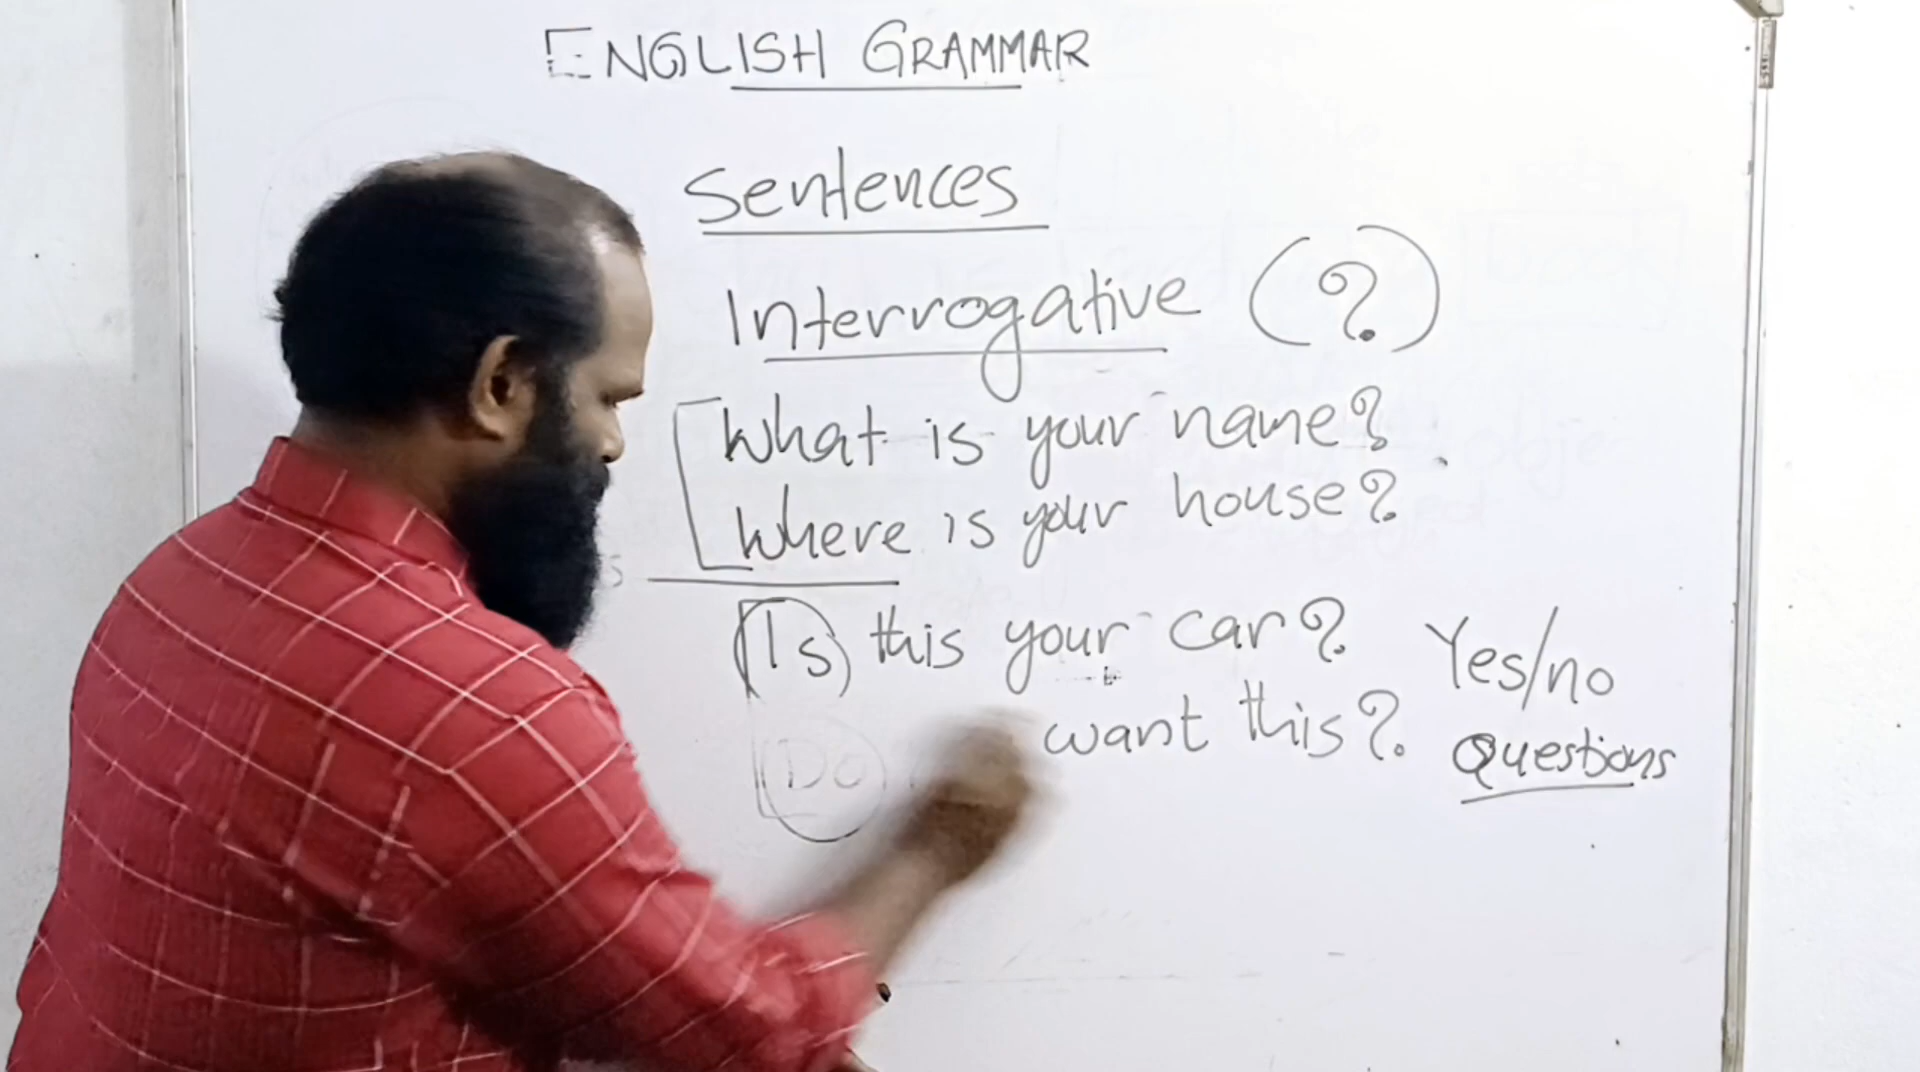 ENGLISH GRAMMAR
Sentences
Interrogative (?)
What is your name?
Where is your house?
Is this your car?
Do want this?
Yes/no
Questions